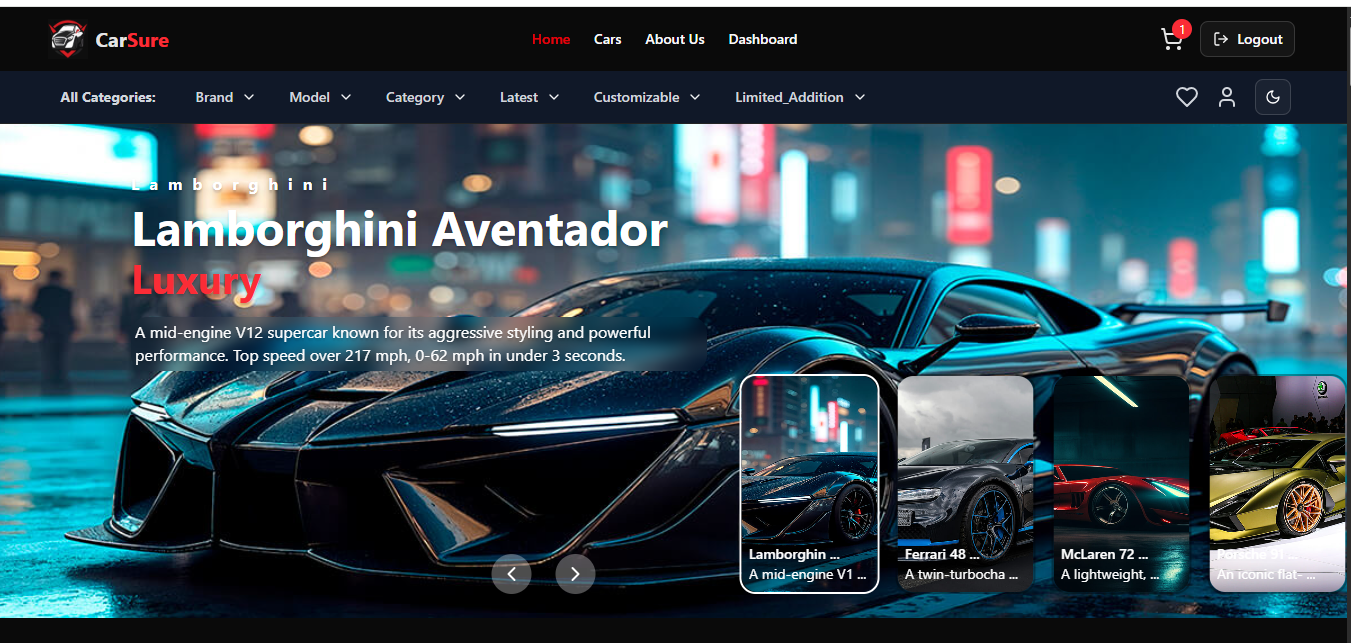 CarSure
Home
Cars
About Us
Dashboard
1
Logout
All Categories:
Brand
Model
Category
Latest
Customizable
Limited_Addition
Lamborghini
Lamborghini Aventador
Luxury
A mid-engine V12 supercar known for its aggressive styling and powerful
performance. Top speed over 217 mph, 0-62 mph in under 3 seconds.
Lamborghin ...
A mid-engine V1 ...
Ferrari 48 ...
A twin-turbocha ...
McLaren 72 ...
A lightweight, ...
Porsche 91 ...
An iconic flat- ...